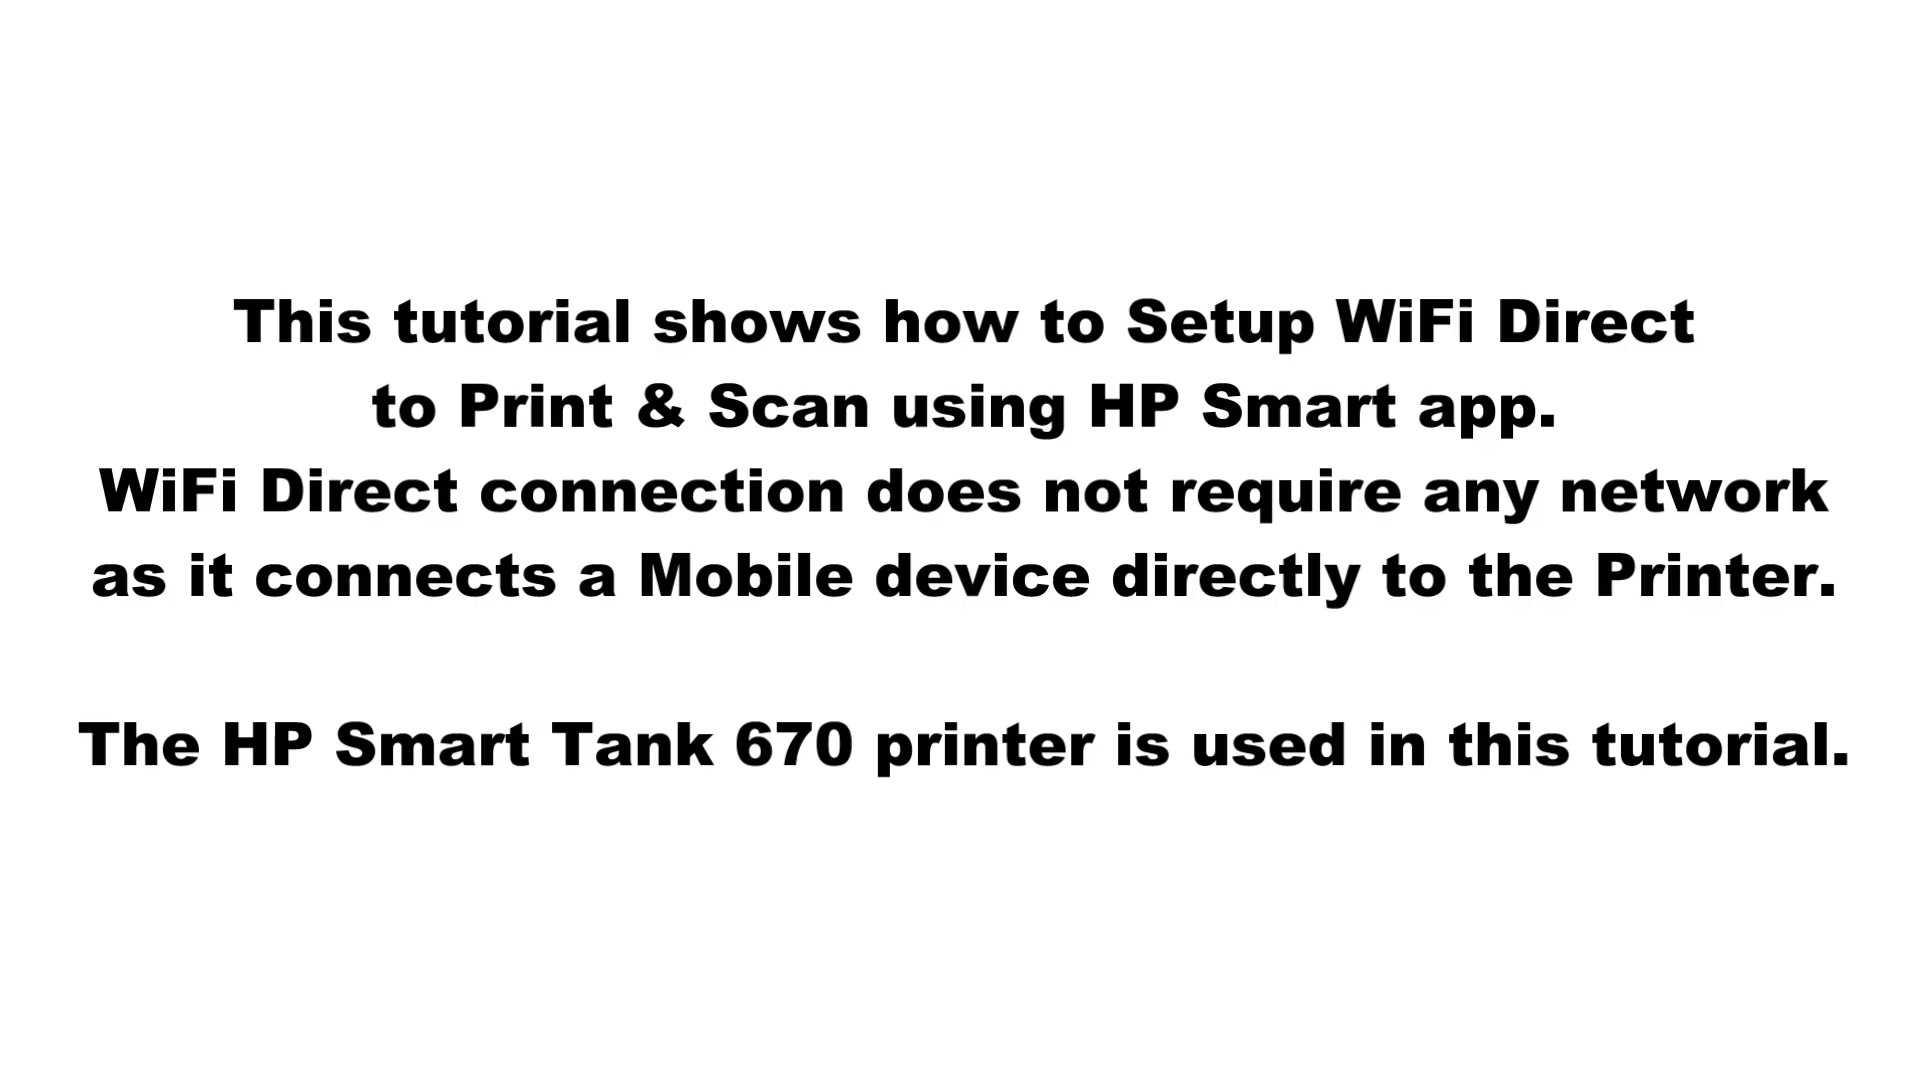 This tutorial shows how to Setup WiFi Direct
to Print & Scan using HP Smart app.
WiFi Direct connection does not require any network
as it connects a Mobile device directly to the Printer.
The HP Smart Tank 670 printer is used in this tutorial.